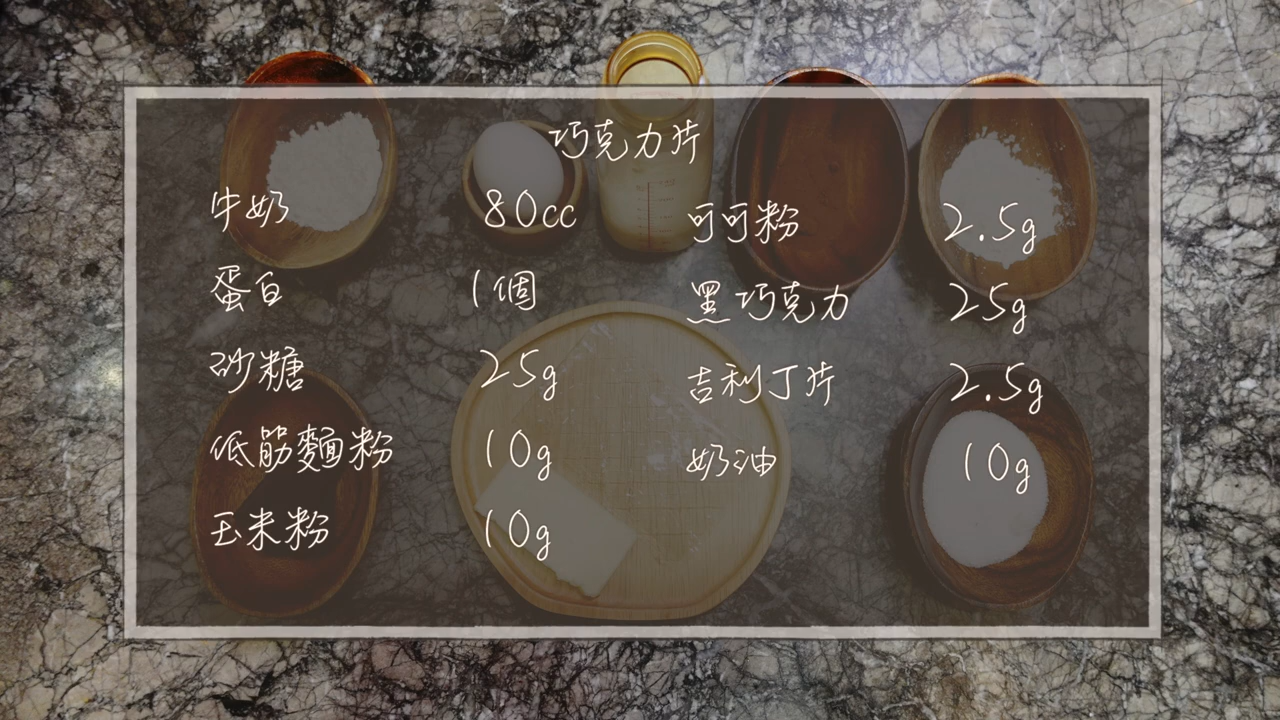 巧克力片
牛奶 80cc
蛋白 1個
砂糖 25g
低筋麵粉 10g
玉米粉 10g
可可粉 2.5g
黑巧克力 25g
吉利丁片 2.5g
奶油 10g